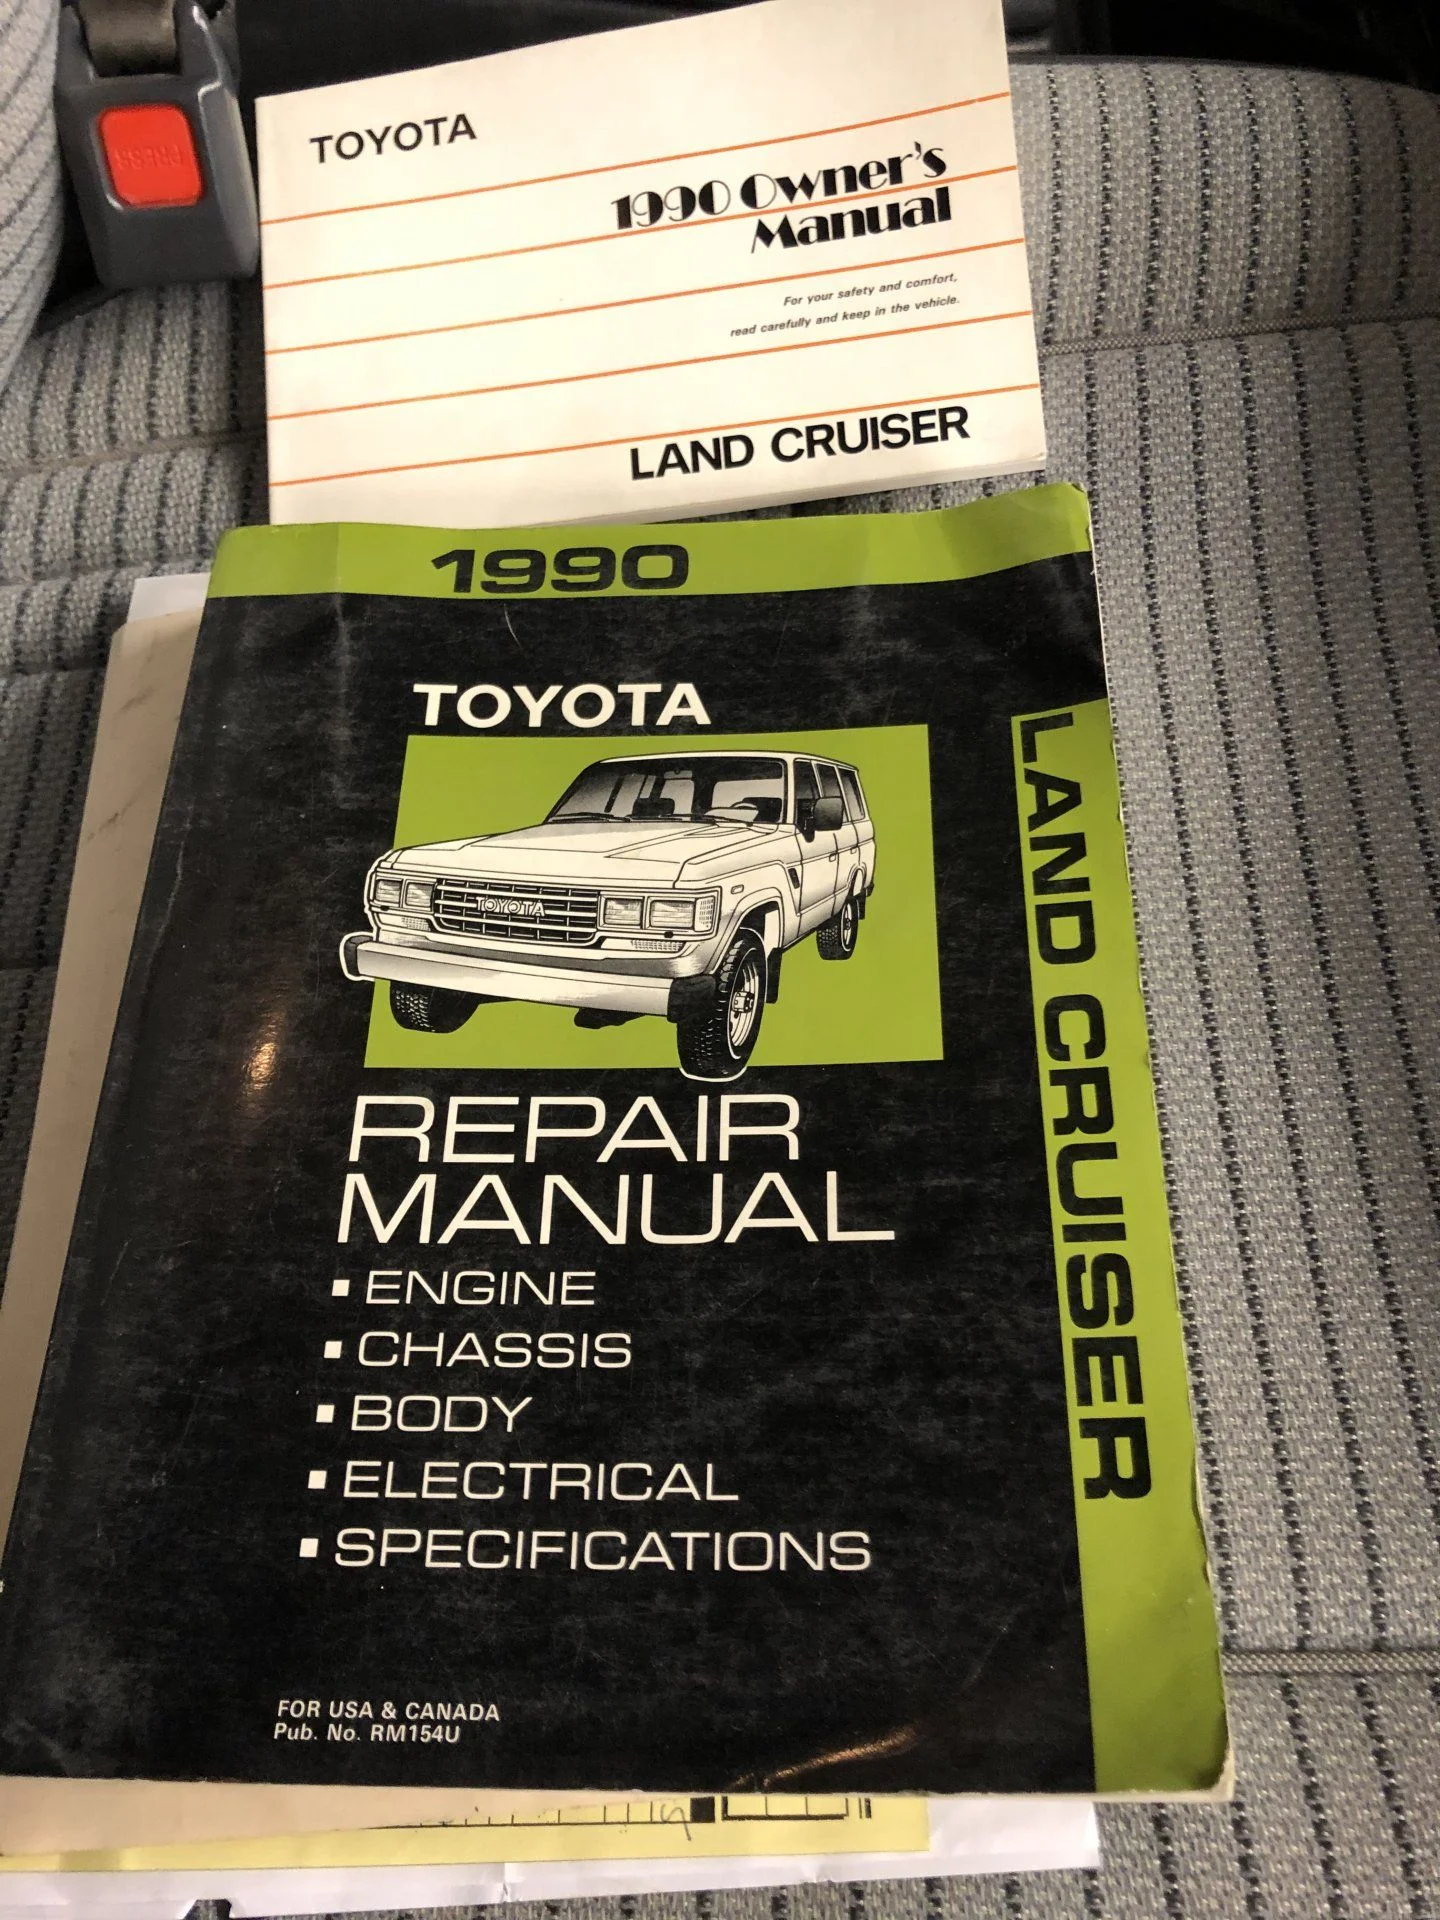 PRESS
TOYOTA
1990 Owner's
Manual
For your safety and comfort,
read carefully and keep in the vehicle.
LAND CRUISER
1990
TOYOTA
TOYOTA
REPAIR
MANUAL
▪ ENGINE
▪ CHASSIS
▪ BODY
▪ ELECTRICAL
▪ SPECIFICATIONS
FOR USA & CANADA
Pub. No. RM154U
LAND CRUISER